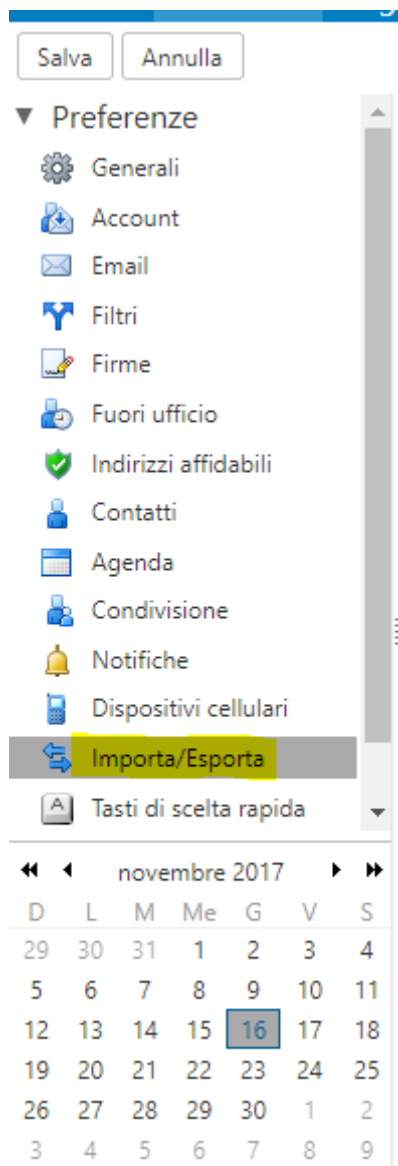 Salva Annulla
Preferenze
Generali
Account
Email
Filtri
Firme
Fuori ufficio
Indirizzi affidabili
Contatti
Agenda
Condivisione
Notifiche
Dispositivi cellulari
Importa/Esporta
A Tasti di scelta rapida
novembre 2017
D L M Me G V S
29 30 31 1 2 3 4
5 6 7 8 9 10 11
12 13 14 15 16 17 18
19 20 21 22 23 24 25
26 27 28 29 30 1 2
3 4 5 6 7 8 9